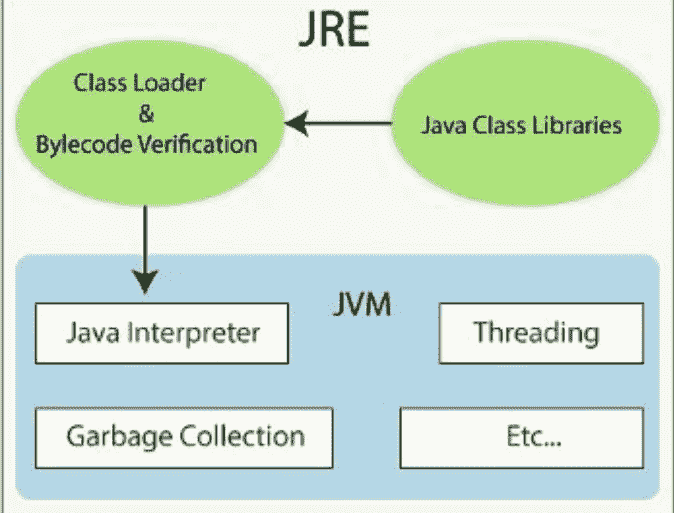 JRE
Class Loader
&
Bylecode Verification
Java Class Libraries
JVM
Java Interpreter
Threading
Garbage Collection
Etc...